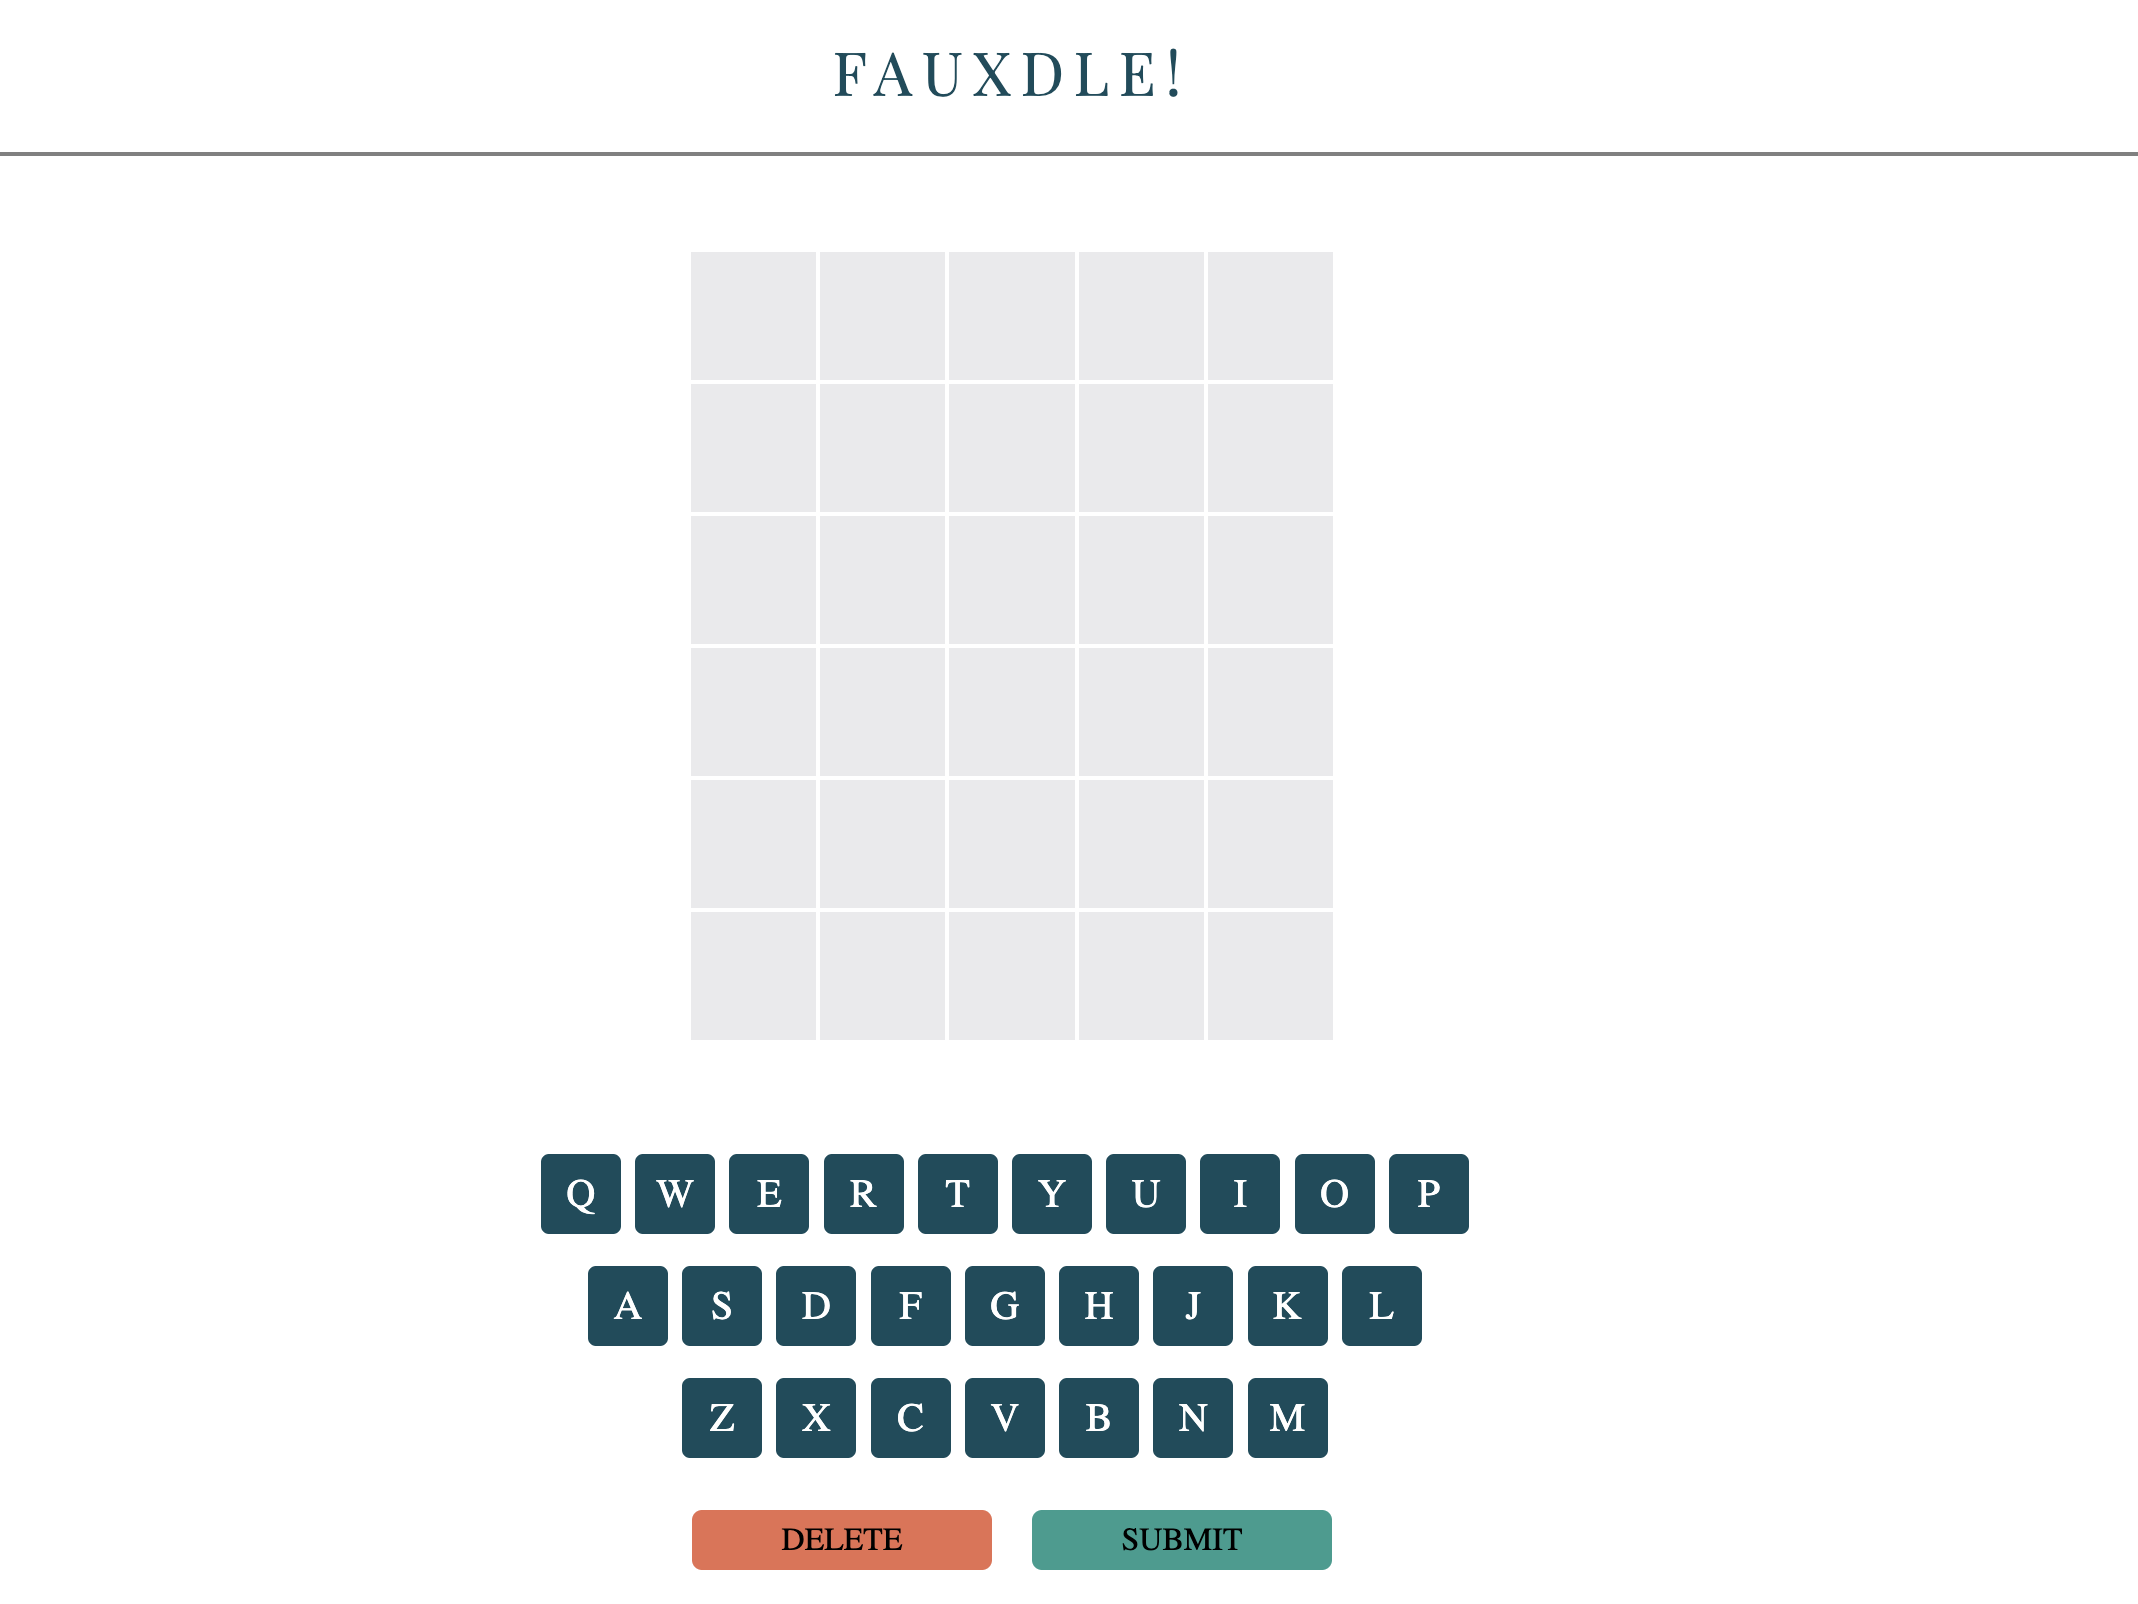 FAUXDLE!
Q W E R T Y U I O P
A S D F G H J K L
Z X C V B N M
DELETE SUBMIT